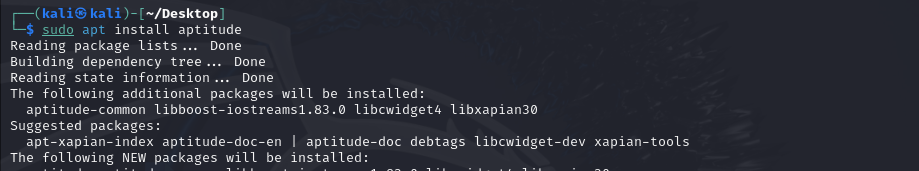 ┌──(kali㉿kali)-[~/Desktop]
└─$ sudo apt install aptitude
Reading package lists... Done
Building dependency tree... Done
Reading state information... Done
The following additional packages will be installed:
aptitude-common libboost-iostreams1.83.0 libcwidget4 libxapian30
Suggested packages:
apt-xapian-index aptitude-doc-en | aptitude-doc debtags libcwidget-dev xapian-tools
The following NEW packages will be installed: